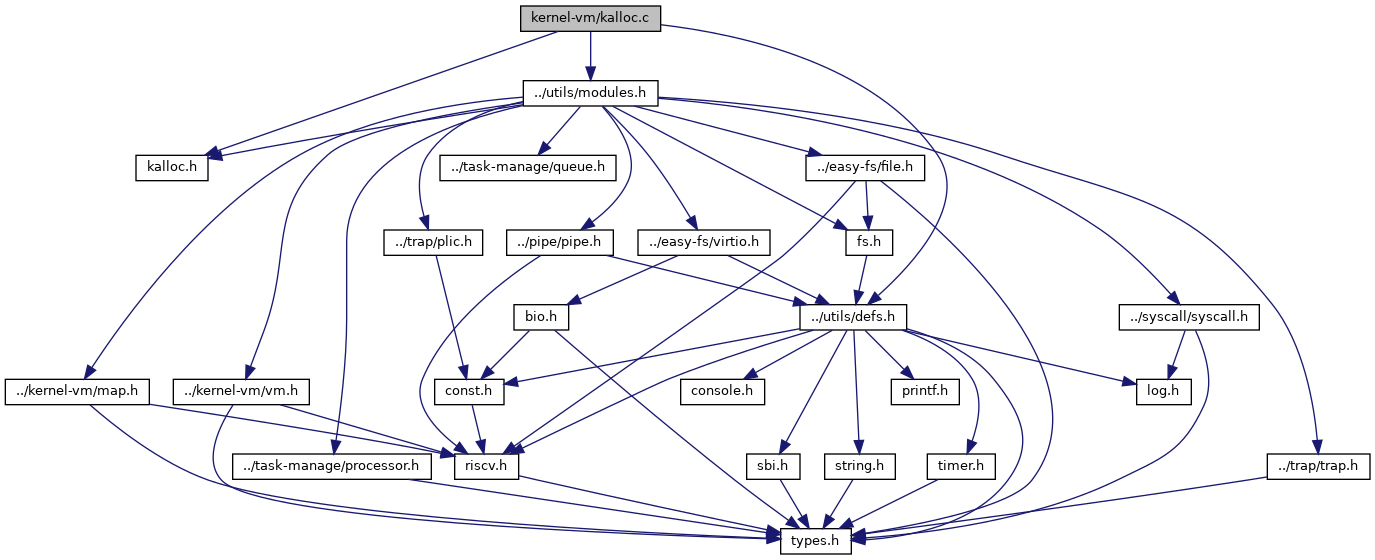 kernel-vm/kalloc.c
../utils/modules.h
kalloc.h
../task-manage/queue.h
../easy-fs/file.h
../trap/plic.h
../pipe/pipe.h
../easy-fs/virtio.h
fs.h
bio.h
../utils/defs.h
../syscall/syscall.h
../kernel-vm/map.h
../kernel-vm/vm.h
const.h
console.h
printf.h
log.h
../task-manage/processor.h
riscv.h
sbi.h
string.h
timer.h
../trap/trap.h
types.h